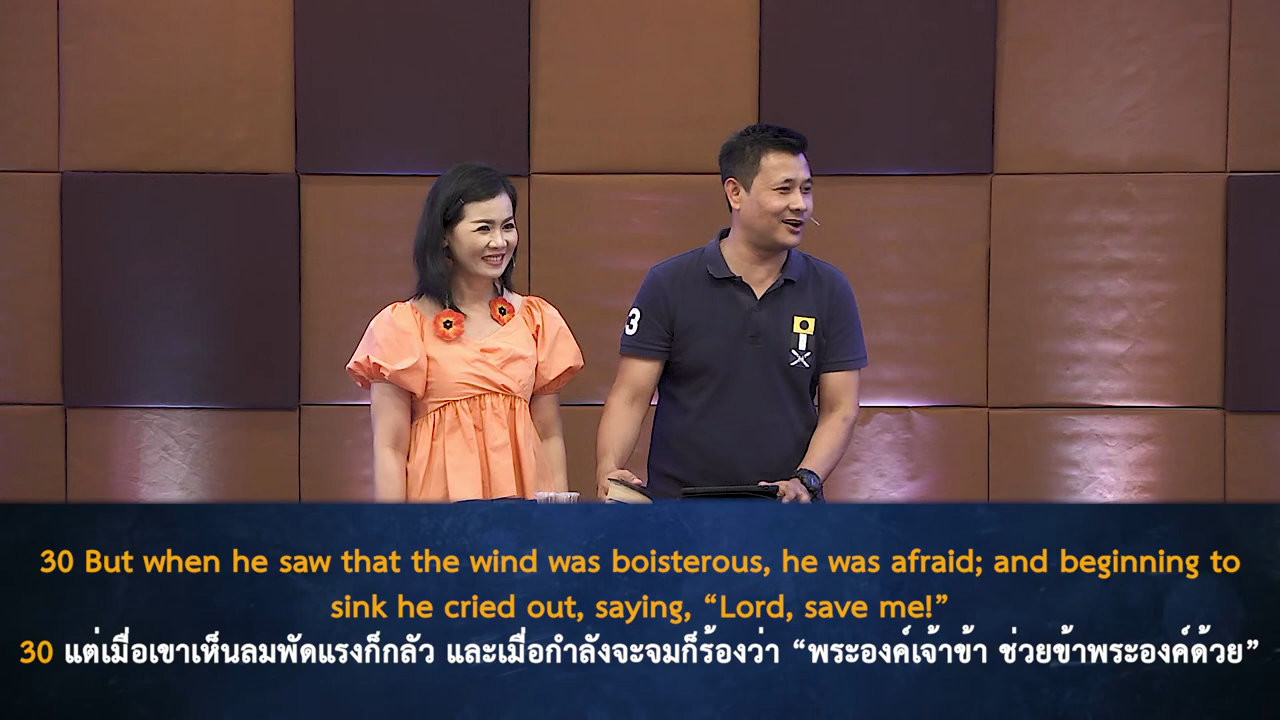 3
30 But when he saw that the wind was boisterous, he was afraid; and beginning to
sink he cried out, saying, “Lord, save me!”
30 แต่เมื่อเขาเห็นลมพัดแรงก็กลัว และเมื่อกำลังจะจมก็ร้องว่า “พระองค์เจ้าข้า ช่วยข้าพระองค์ด้วย”